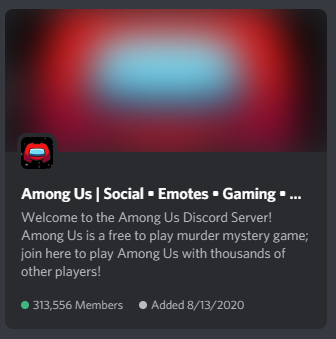 Among Us | Social ▪ Emotes ▪ Gaming ▪ ...
Welcome to the Among Us Discord Server!
Among Us is a free to play murder mystery game;
join here to play Among Us with thousands of
other players!
313,556 Members Added 8/13/2020